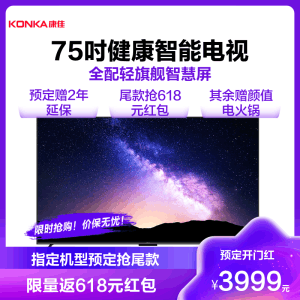 KONKA 康佳
75吋健康智能电视
全配轻旗舰智慧屏
预定赠2年
延保
尾款抢618
元红包
其余赠颜值
电火锅
限时抢购！价保无忧！
指定机型预定抢尾款
限量返618元红包
预定开门红
¥3999元